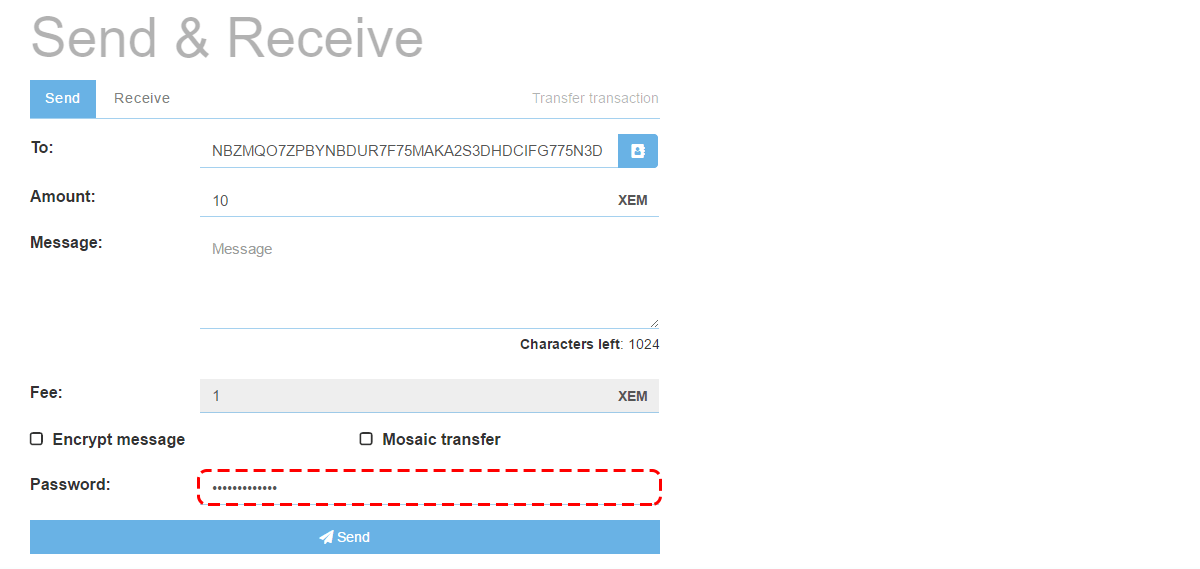 Send & Receive
Send Receive Transfer transaction
To: NBZMQO7ZPBYNBDUR7F75MAKA2S3DHDCIFG775N3D
Amount: 10 XEM
Message: Message
Characters left: 1024
Fee: 1 XEM
Encrypt message Mosaic transfer
Password: •••••••••••••
Send